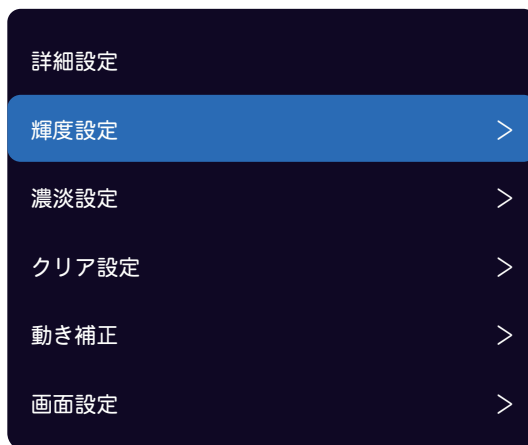 詳細設定
輝度設定 >
濃淡設定 >
クリア設定 >
動き補正 >
画面設定 >